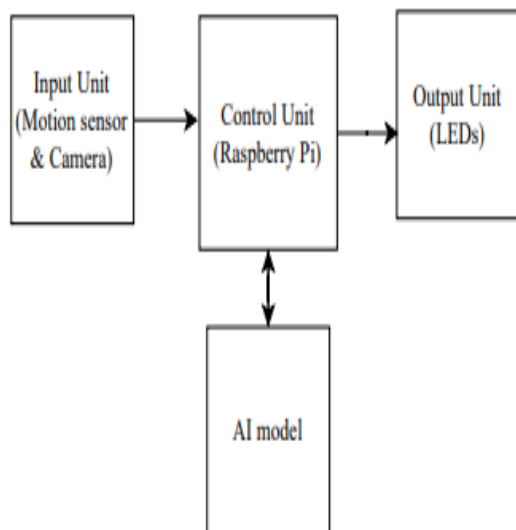 Input Unit
(Motion sensor
& Camera)
Control Unit
(Raspberry Pi)
Output Unit
(LEDs)
AI model